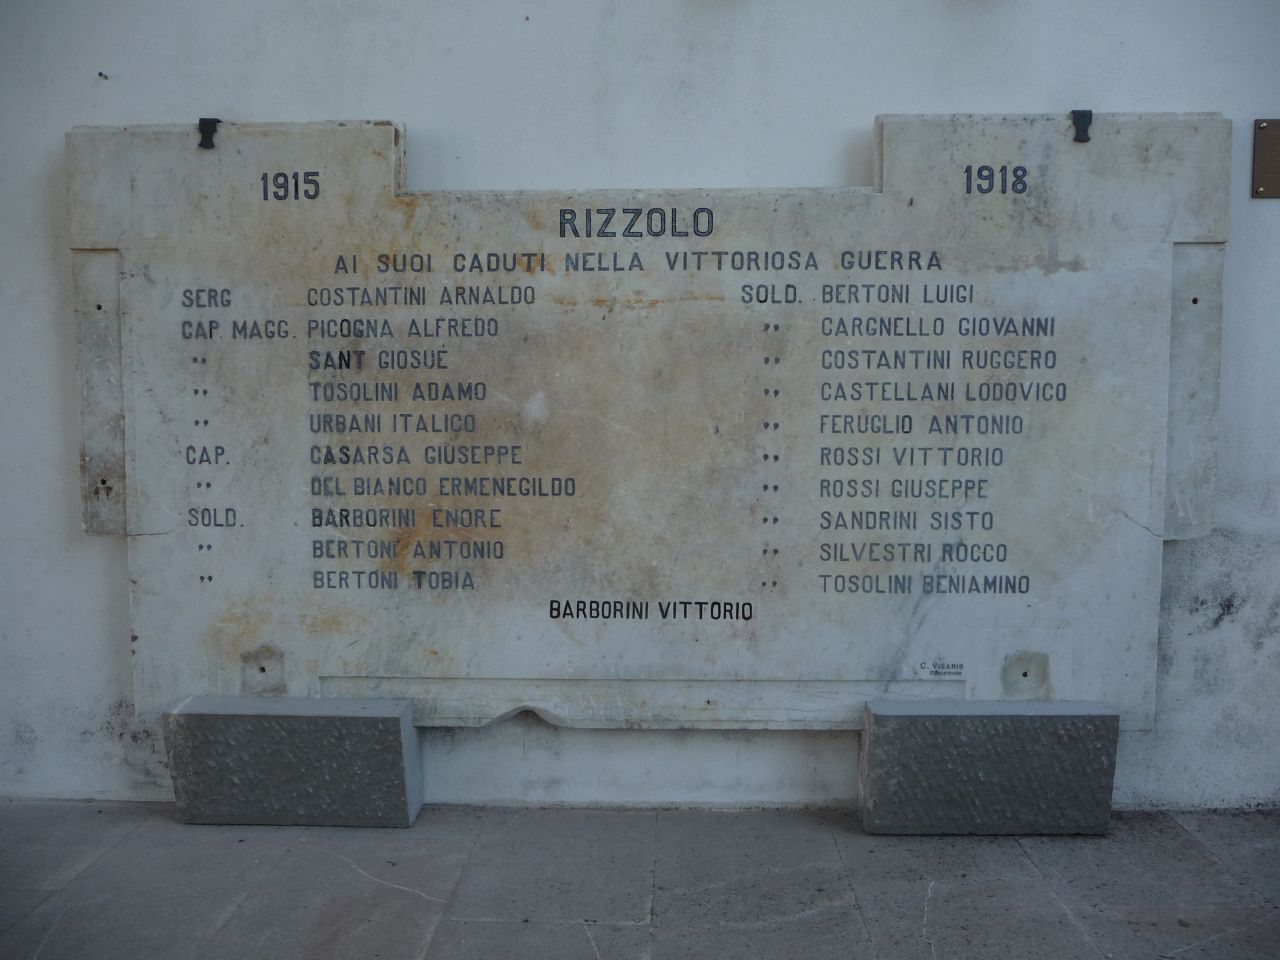 1915 1918
RIZZOLO
AI SUOI CADUTI NELLA VITTORIOSA GUERRA
SERG. COSTANTINI ARNALDO
CAP. MAGG. PICOGNA ALFREDO
" SANT GIOSUE
" TOSOLINI ADAMO
" URBANI ITALICO
CAP. CASARSA GIUSEPPE
" DEL BIANCO ERMENEGILDO
SOLD. BARBORINI ENORE
" BERTONI ANTONIO
" BERTONI TOBIA
SOLD. BERTONI LUIGI
" CARGNELLO GIOVANNI
" COSTANTINI RUGGERO
" CASTELLANI LODOVICO
" FERUGLIO ANTONIO
" ROSSI VITTORIO
" ROSSI GIUSEPPE
" SANDRINI SISTO
" SILVESTRI ROCCO
" TOSOLINI BENIAMINO
BARBORINI VITTORIO
C. VICARIO